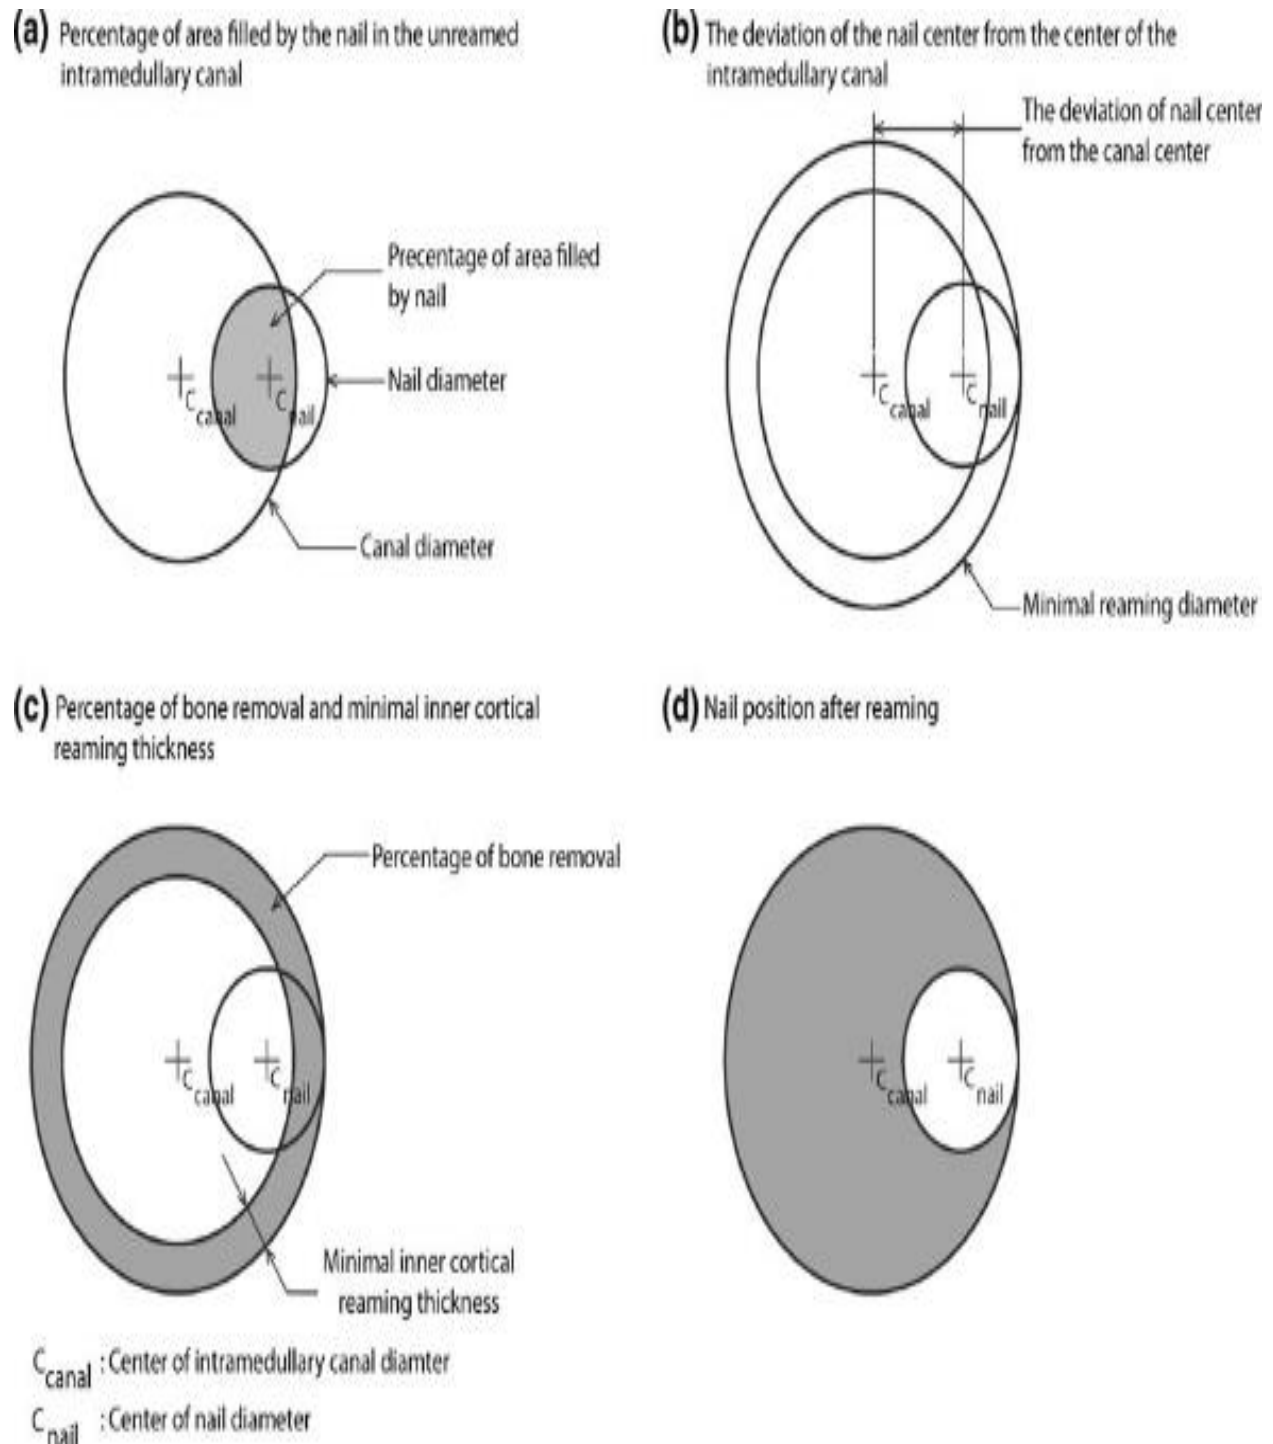 (a) Percentage of area filled by the nail in the unreamed
intramedullary canal
Precentage of area filled
by nail
Nail diameter
C canal
C nail
Canal diameter
(b) The deviation of the nail center from the center of the
intramedullary canal
The deviation of nail center
from the canal center
C canal
C nail
Minimal reaming diameter
(c) Percentage of bone removal and minimal inner cortical
reaming thickness
Percentage of bone removal
C canal
C nail
Minimal inner cortical
reaming thickness
(d) Nail position after reaming
C canal
C nail
C canal : Center of intramedullary canal diamter
C nail : Center of nail diameter